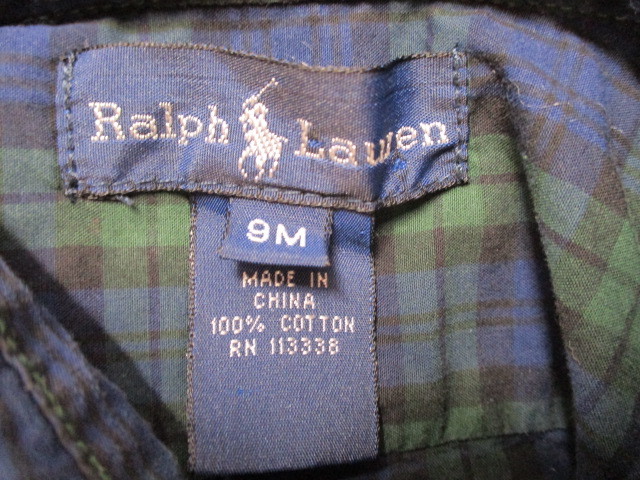 Ralph Lauren
9M
MADE IN
CHINA
100% COTTON
RN 113338